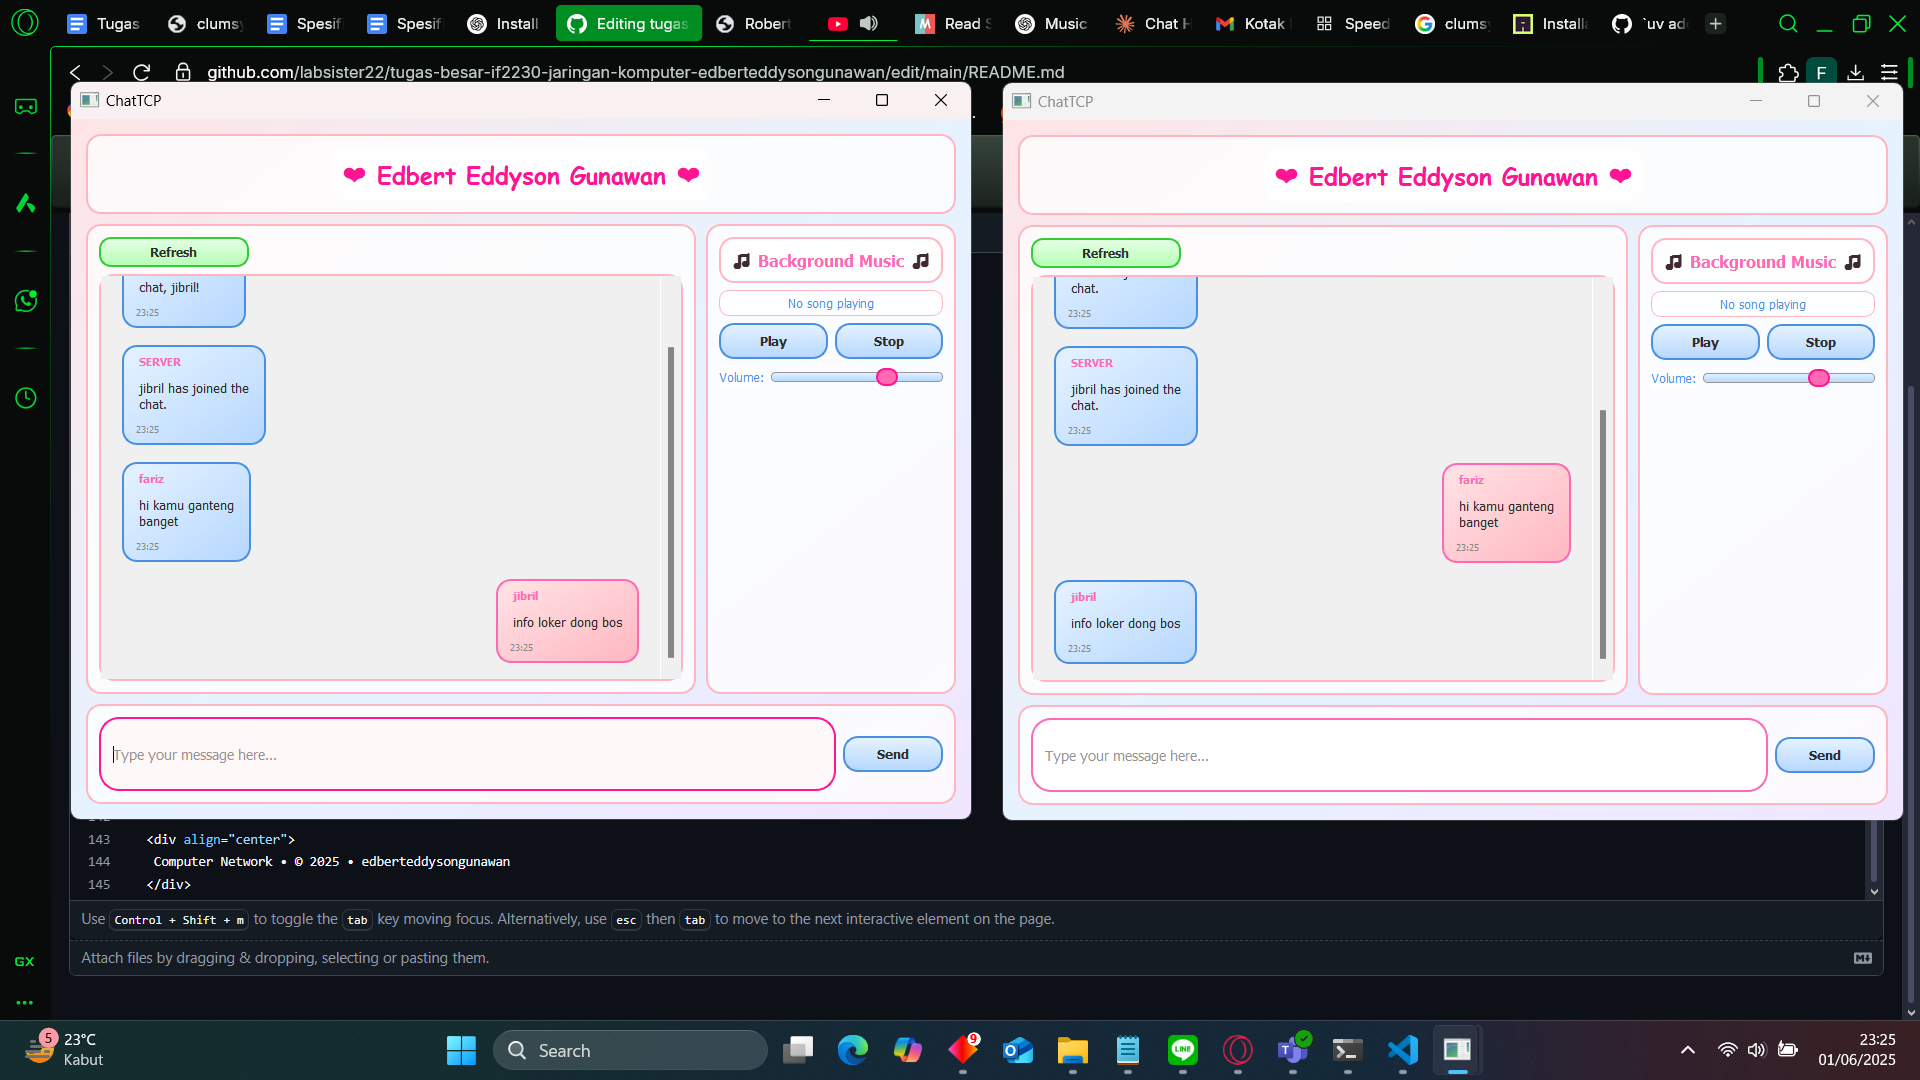 Tugas
clums
Spesif
Spesif
Install
Editing tugas
Robert
Read S
Music
Chat H
Kotak
Speed
clums
Installa
`uv ad
github.com/labsister22/tugas-besar-if2230-jaringan-komputer-edberteddysongunawan/edit/main/README.md
F
ChatTCP
❤ Edbert Eddyson Gunawan ❤
Refresh
chat, jibril!
23:25
SERVER
jibril has joined the
chat.
23:25
fariz
hi kamu ganteng
banget
23:25
jibril
info loker dong bos
23:25
Background Music
No song playing
Play
Stop
Volume:
Type your message here...
Send
ChatTCP
❤ Edbert Eddyson Gunawan ❤
Refresh
chat.
23:25
SERVER
jibril has joined the
chat.
23:25
fariz
hi kamu ganteng
banget
23:25
jibril
info loker dong bos
23:25
Background Music
No song playing
Play
Stop
Volume:
Type your message here...
Send
143 <div align="center">
144 Computer Network • © 2025 • edberteddysongunawan
145 </div>
Use Control + Shift + m to toggle the tab key moving focus. Alternatively, use esc then tab to move to the next interactive element on the page.
Attach files by dragging & dropping, selecting or pasting them.
GX
5
23°C
Kabut
Search
9
LINE
23:25
01/06/2025